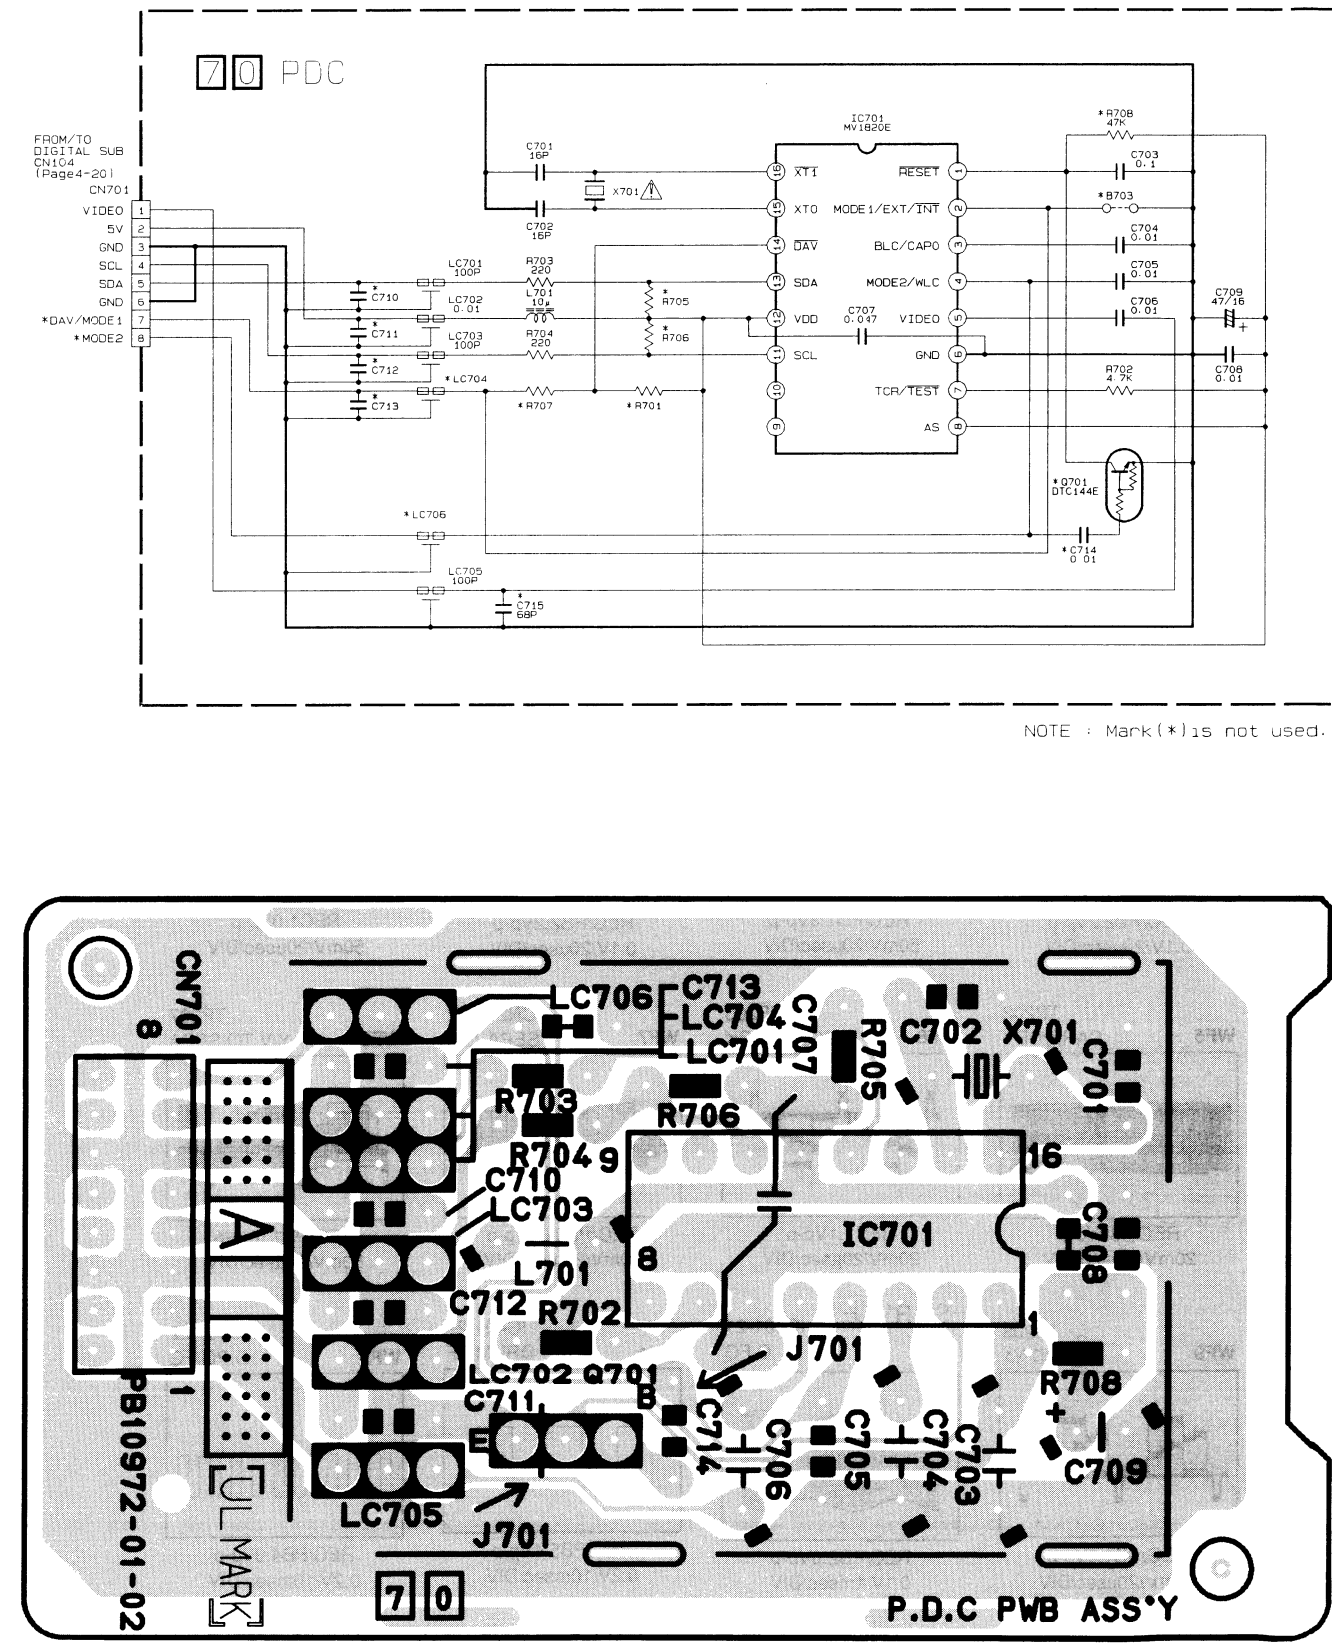 70 PDC
FROM/TO
DIGITAL SUB
CN104
(Page4-20)
CN701
VIDEO 1
5V 2
GND 3
SCL 4
SDA 5
GND 6
*DAV/MODE1 7
*MODE2 8
C701
16P
X701
C702
16P
LC701
100P
R703
220
*
C710
LC702
0.01
L701
10μ
*
R705
*
C711
LC703
100P
R704
220
*
R706
*
C712
*LC704
*
C713
*R707
*R701
*LC706
LC705
100P
*
C715
68P
IC701
MV1820E
16 XT1 RESET 1
15 XTO MODE1/EXT/INT 2
14 DAV BLC/CAPO 3
13 SDA MODE2/WLC 4
12 VDD VIDEO 5
11 SCL GND 6
10 TCR/TEST 7
9 AS 8
C707
0.047
*R708
47K
C703
0.1
*B703
C704
0.01
C705
0.01
C706
0.01
C709
47/16
+
C708
0.01
R702
4.7K
*Q701
DTC144E
*C714
0.01
NOTE : Mark(*)is not used.
CN701
8
1
A
PB10972-01-02
[UL MARK]
LC706
C713
LC704
LC701
C707
R705
C702
X701
C701
R703
R706
R704
9
16
C710
LC703
IC701
8
C708
L701
C712
R702
1
J701
LC702
Q701
R708
C711
B
E
C714
C706
C705
C704
C703
+
C709
LC705
J701
70
P.D.C PWB ASS'Y